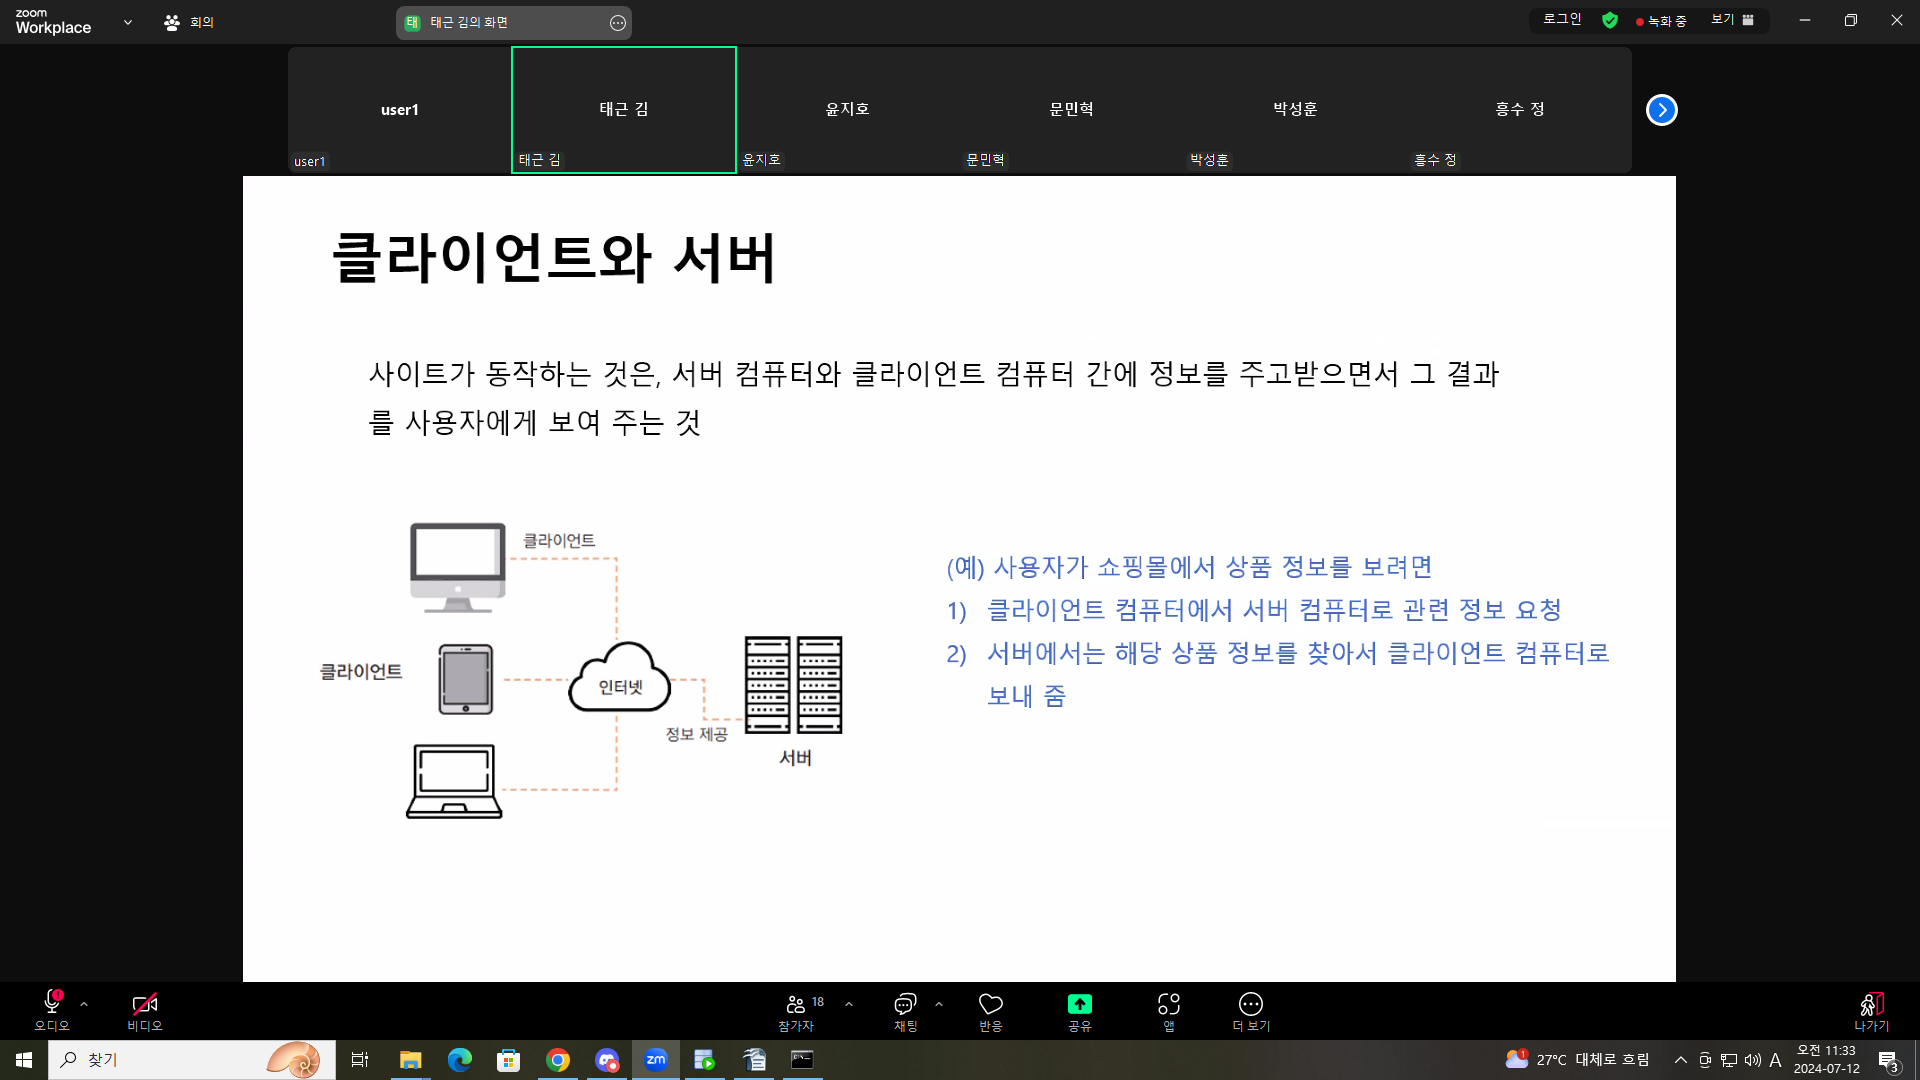 zoom
Workplace
회의
태
태근 김의 화면
로그인
녹화 중
보기
user1
태근 김
윤지호
문민혁
박성훈
흥수 정
user1
태근 김
윤지호
문민혁
박성훈
흥수 정
클라이언트와 서버
사이트가 동작하는 것은, 서버 컴퓨터와 클라이언트 컴퓨터 간에 정보를 주고받으면서 그 결과
를 사용자에게 보여 주는 것
클라이언트
클라이언트
인터넷
정보 제공
서버
(예) 사용자가 쇼핑몰에서 상품 정보를 보려면
1) 클라이언트 컴퓨터에서 서버 컴퓨터로 관련 정보 요청
2) 서버에서는 해당 상품 정보를 찾아서 클라이언트 컴퓨터로
보내 줌
오디오
비디오
18
참가자
채팅
반응
공유
앱
더 보기
나가기
찾기
zm
1
27°C 대체로 흐림
A
오전 11:33
2024-07-12
3